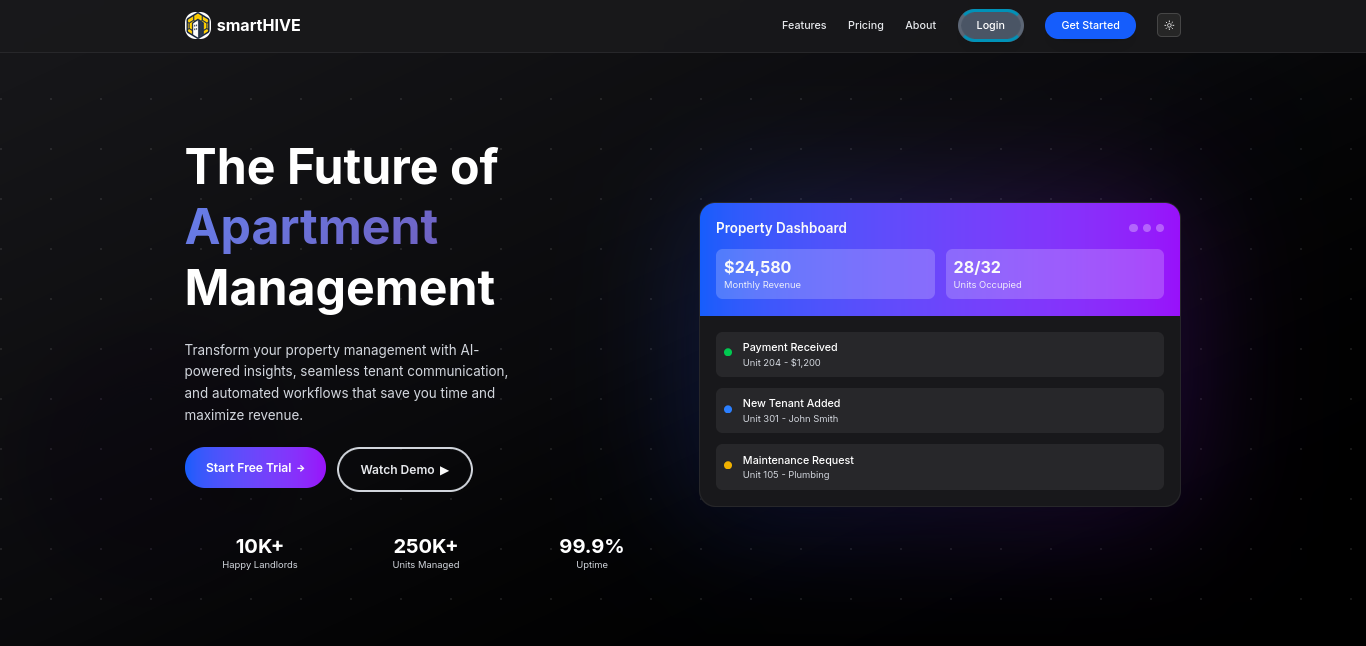 smartHIVE
Features
Pricing
About
Login
Get Started
The Future of
Apartment
Management
Transform your property management with AI-
powered insights, seamless tenant communication,
and automated workflows that save you time and
maximize revenue.
Start Free Trial →
Watch Demo ▶
10K+
Happy Landlords
250K+
Units Managed
99.9%
Uptime
Property Dashboard
$24,580
Monthly Revenue
28/32
Units Occupied
Payment Received
Unit 204 - $1,200
New Tenant Added
Unit 301 - John Smith
Maintenance Request
Unit 105 - Plumbing